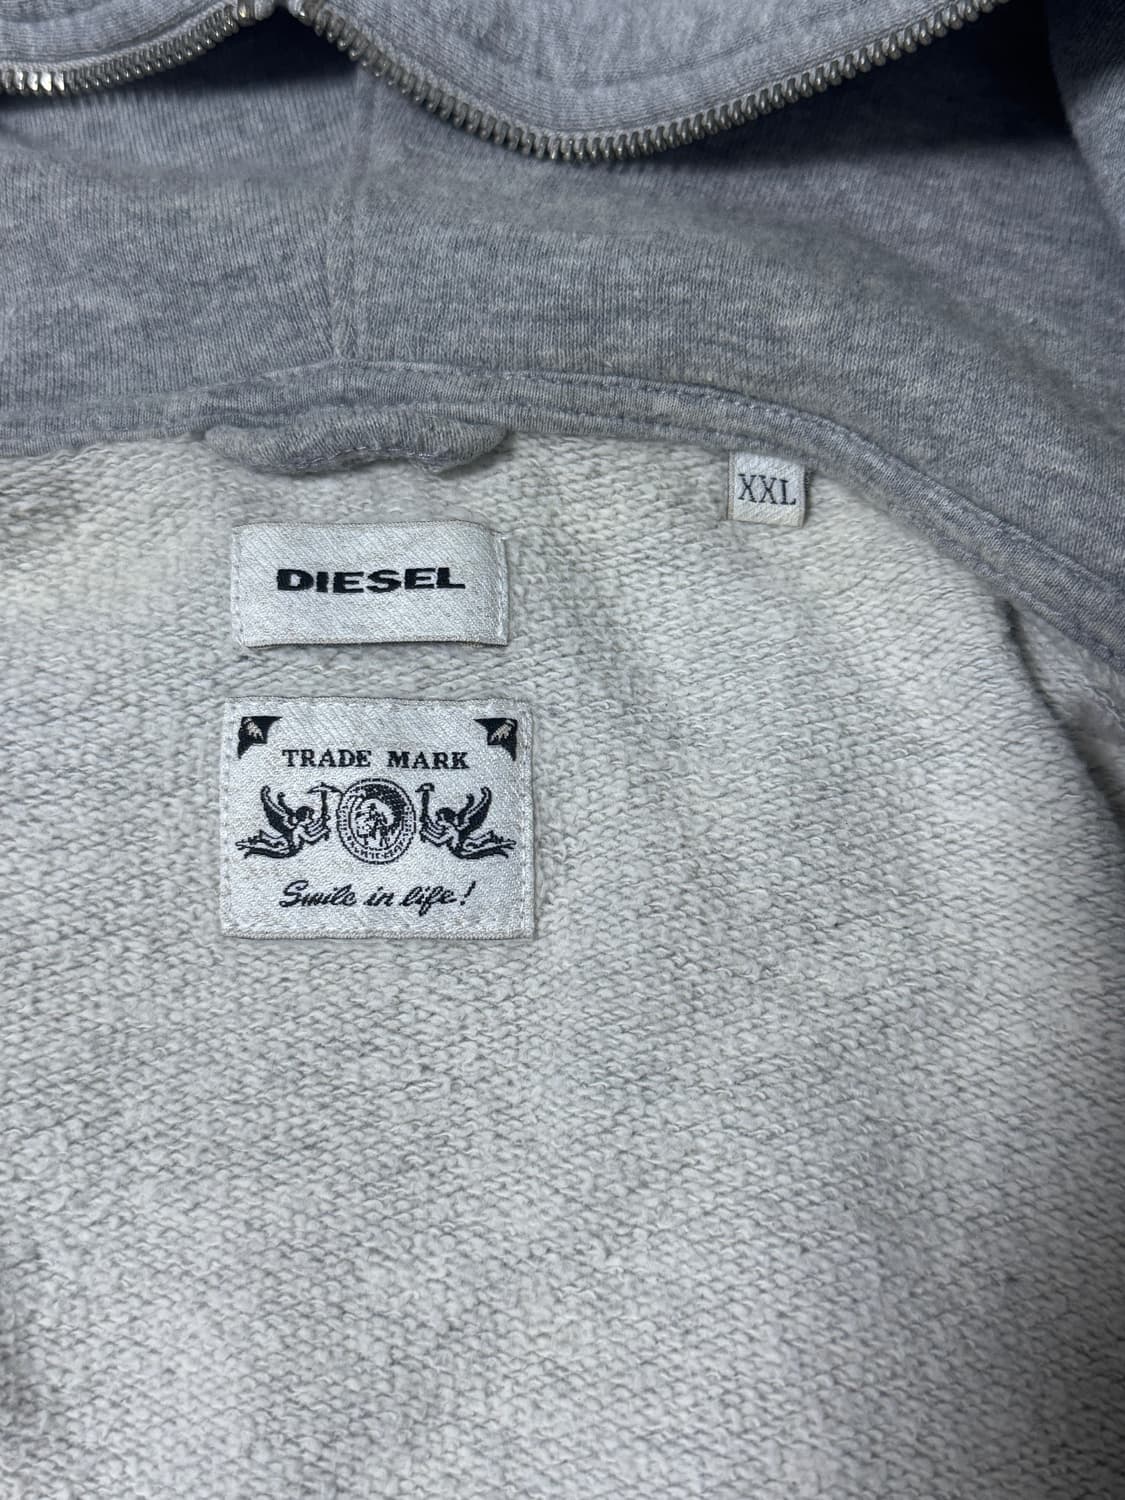 XXL
DIESEL
TRADE MARK
Smile in life!